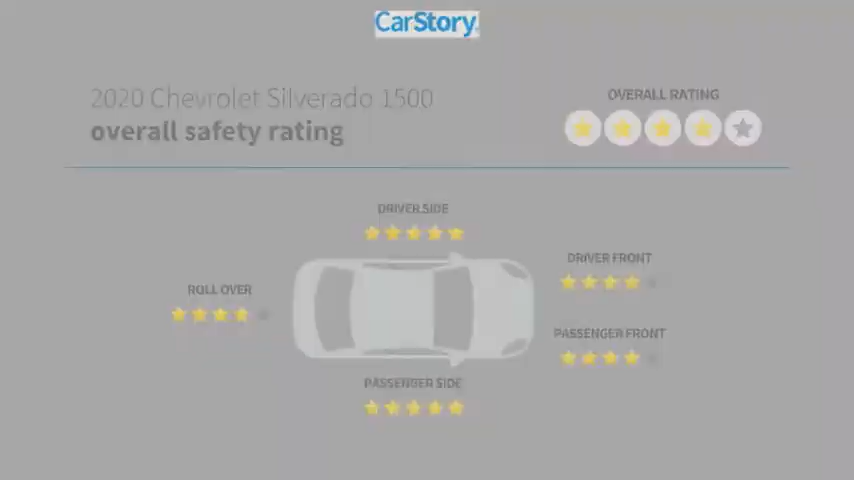 CarStory
2020 Chevrolet Silverado 1500
overall safety rating
OVERALL RATING
DRIVER SIDE
DRIVER FRONT
ROLL OVER
PASSENGER FRONT
PASSENGER SIDE